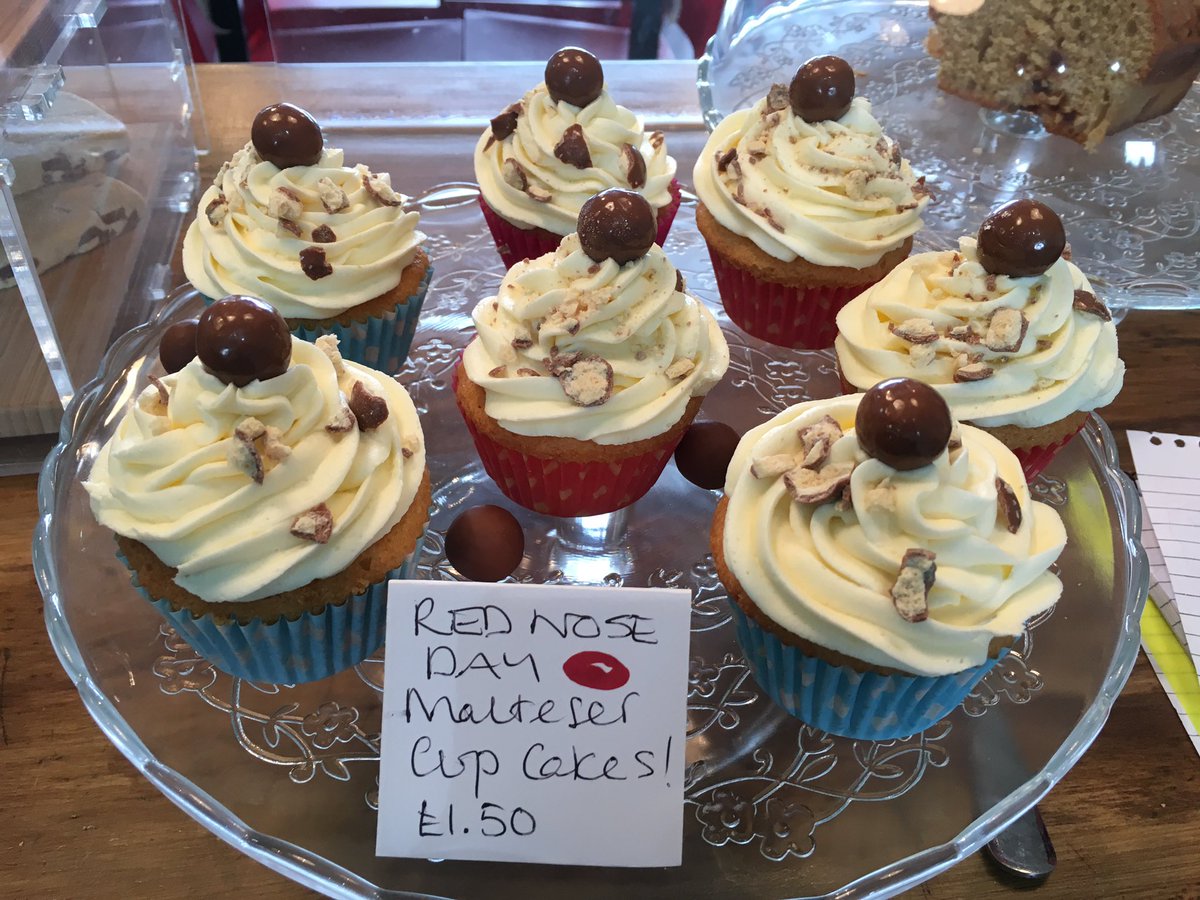 RED NOSE
DAY
Malteser
Cup Cakes!
£1.50